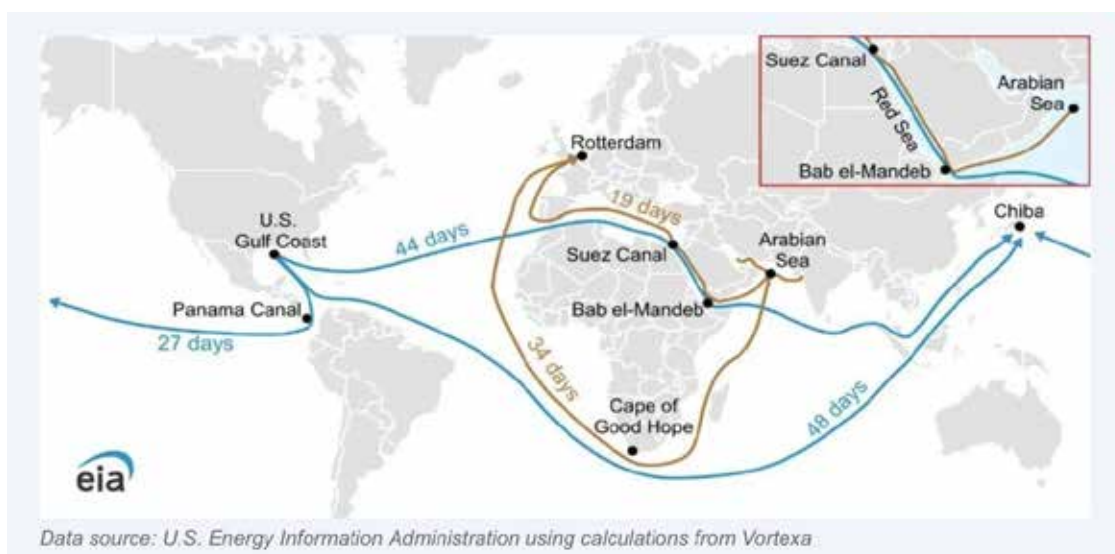 Suez Canal
Arabian
Sea
Red Sea
Bab el-Mandeb
Rotterdam
19 days
Chiba
U.S.
Gulf Coast
44 days
Suez Canal
Arabian
Sea
Panama Canal
Bab el-Mandeb
27 days
34 days
Cape of
Good Hope
48 days
eia
Data source: U.S. Energy Information Administration using calculations from Vortexa